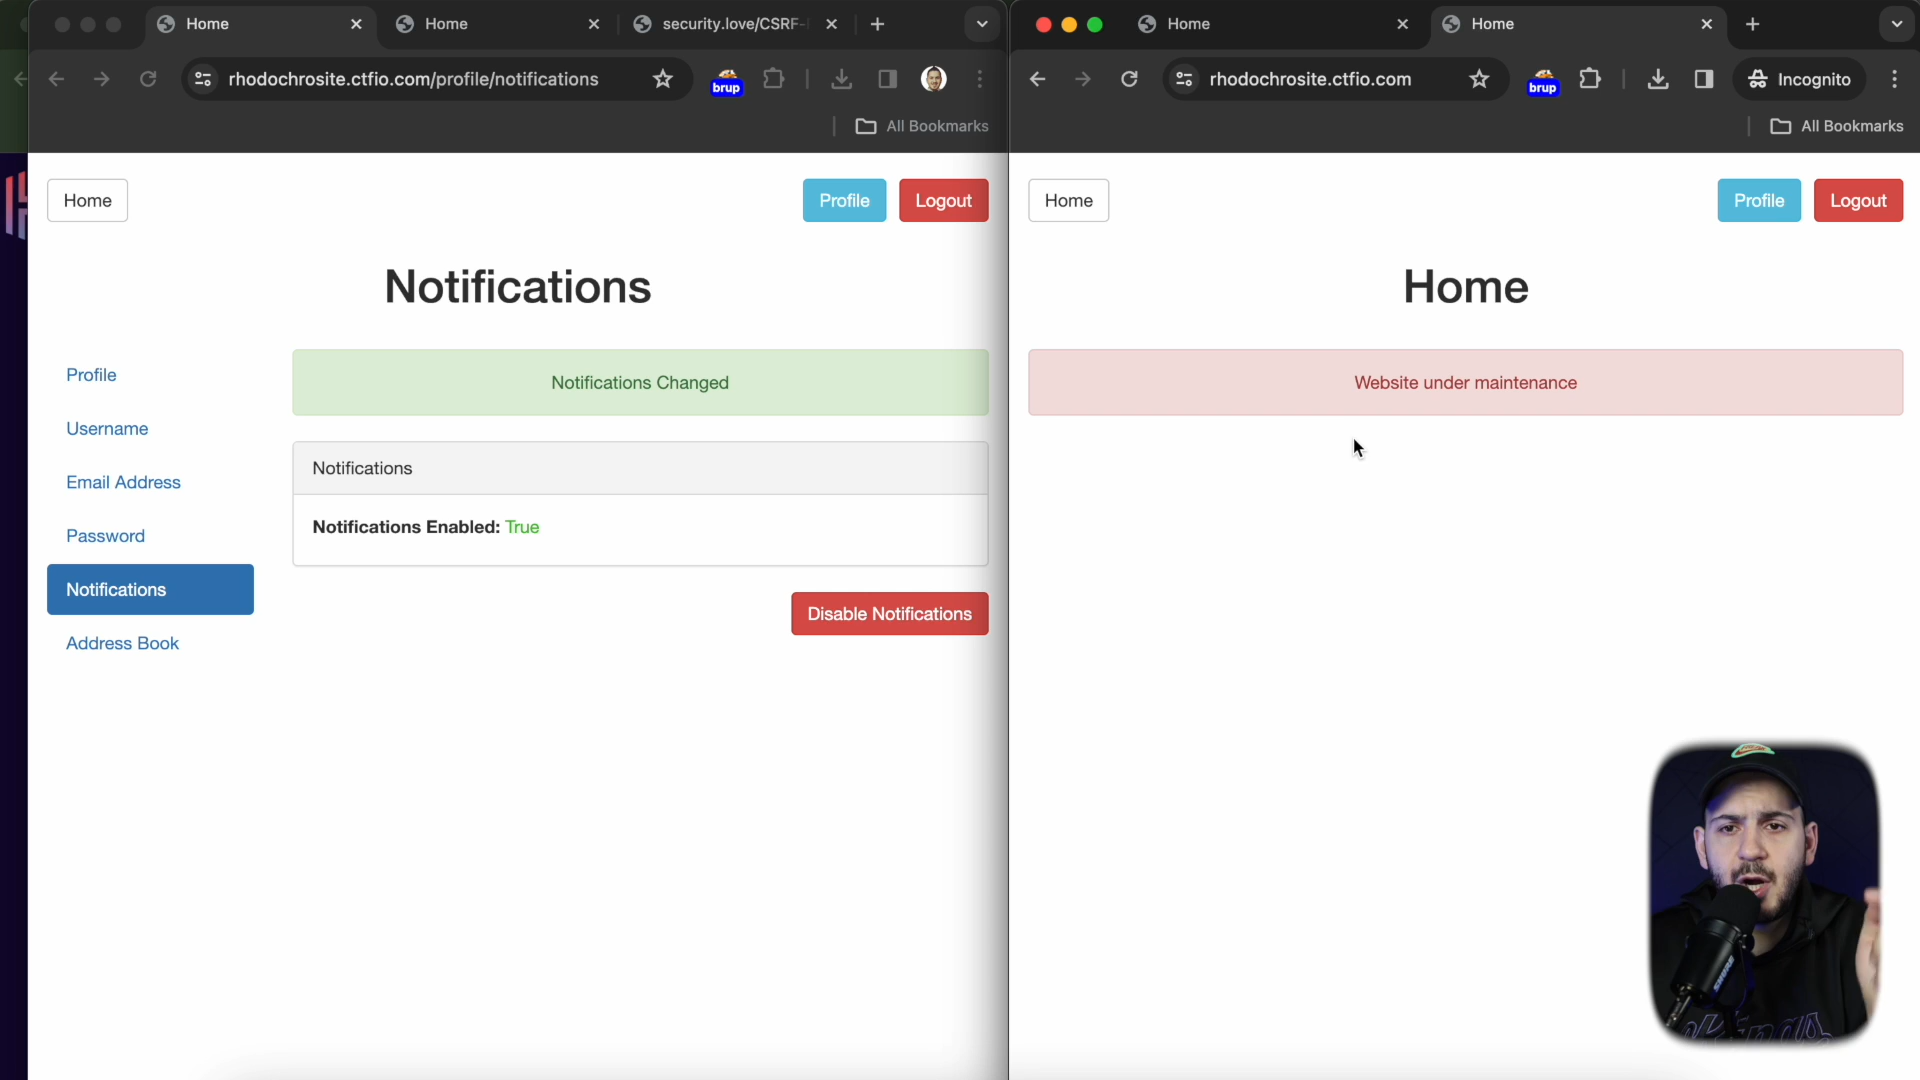 Home
Home
security.love/CSRF-
rhodochrosite.ctfio.com/profile/notifications
brup
All Bookmarks
Home
Profile
Logout
Notifications
Profile
Username
Email Address
Password
Notifications
Address Book
Notifications Changed
Notifications
Notifications Enabled: True
Disable Notifications
Home
Home
rhodochrosite.ctfio.com
brup
Incognito
All Bookmarks
Home
Profile
Logout
Home
Website under maintenance
SHURE